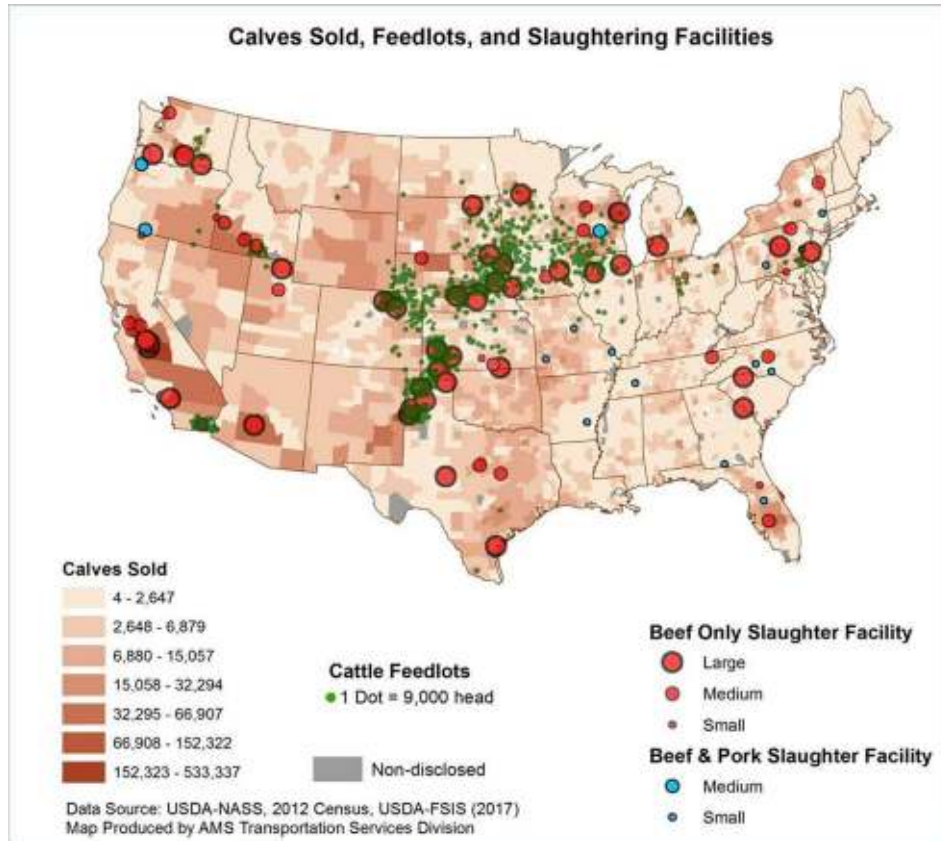 Calves Sold, Feedlots, and Slaughtering Facilities
Calves Sold
4 - 2,647
2,648 - 6,879
6,880 - 15,057
15,058 - 32,294
32,295 - 66,907
66,908 - 152,322
152,323 - 533,337
Cattle Feedlots
1 Dot = 9,000 head
Non-disclosed
Beef Only Slaughter Facility
Large
Medium
Small
Beef & Pork Slaughter Facility
Medium
Small
Data Source: USDA-NASS, 2012 Census, USDA-FSIS (2017)
Map Produced by AMS Transportation Services Division